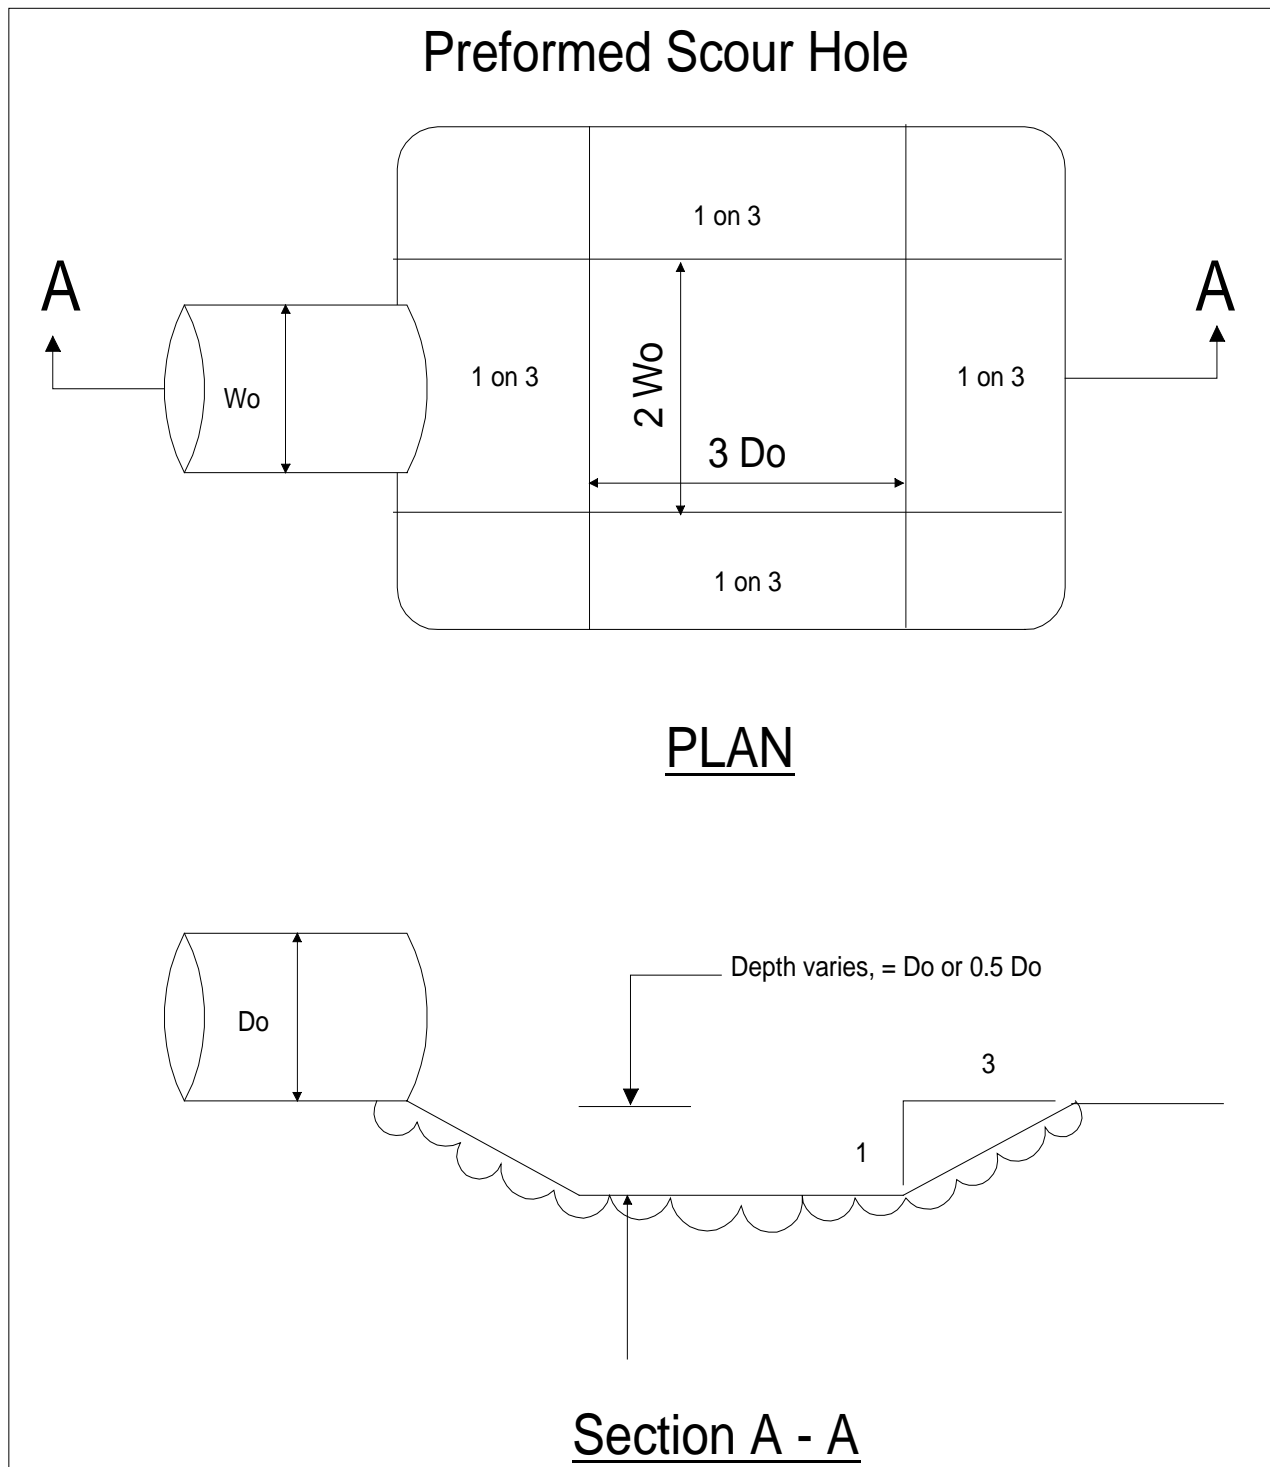 Preformed Scour Hole
1 on 3
A
A
Wo
1 on 3
2 Wo
1 on 3
3 Do
1 on 3
PLAN
Depth varies, = Do or 0.5 Do
Do
3
1
Section A - A